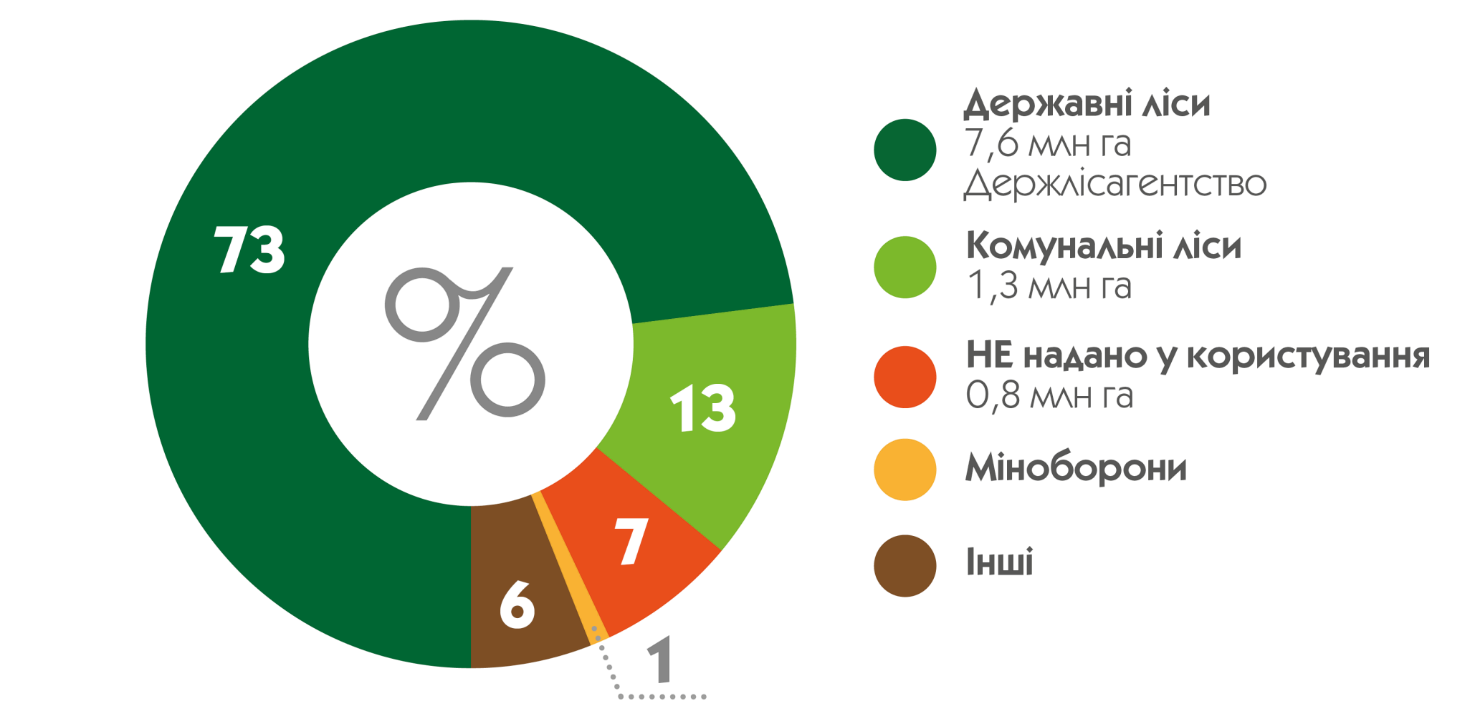 73
%
13
7
6
1
Державні ліси
7,6 млн га
Держлісагентство
Комунальні ліси
1,3 млн га
НЕ надано у користування
0,8 млн га
Міноборони
Інші